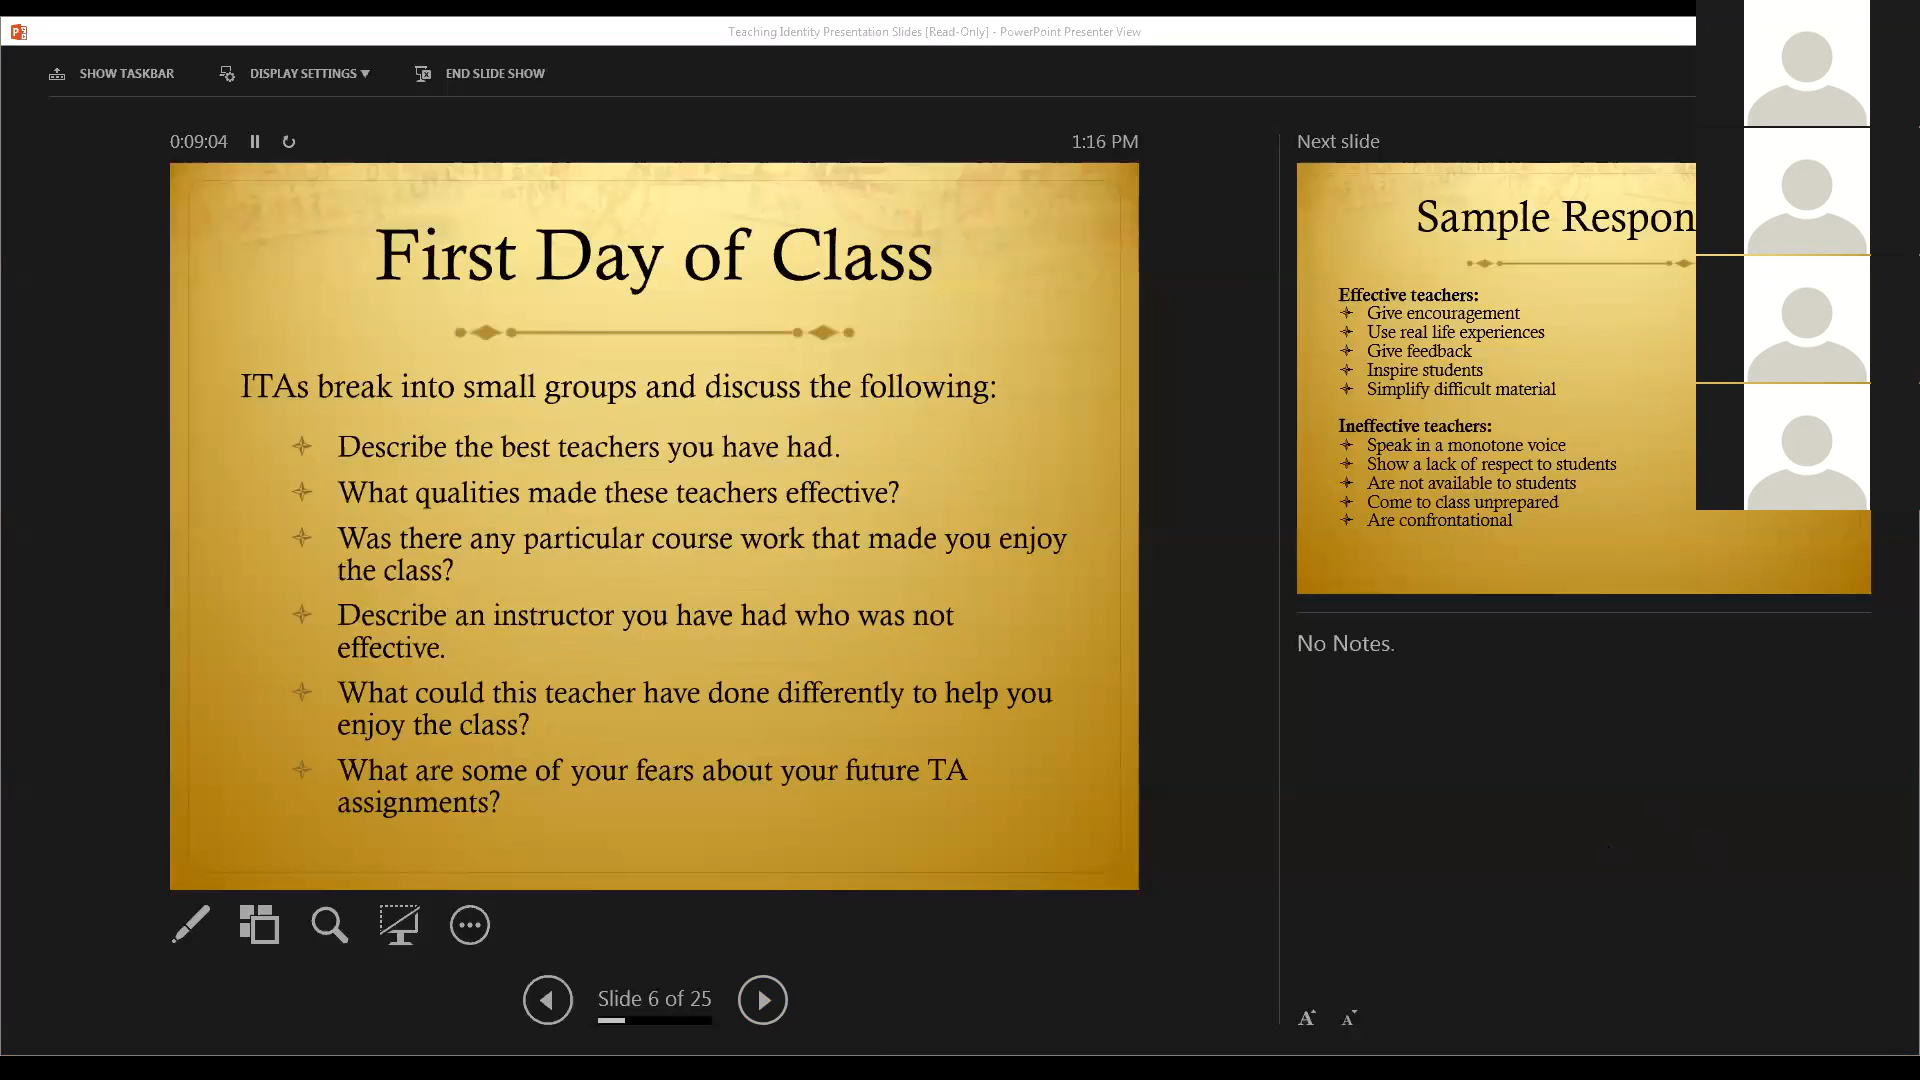 Teaching Identity Presentation Slides [Read-Only] - PowerPoint Presenter View
SHOW TASKBAR
DISPLAY SETTINGS ▾
END SLIDE SHOW
0:09:04
1:16 PM
First Day of Class
ITAs break into small groups and discuss the following:
Describe the best teachers you have had.
What qualities made these teachers effective?
Was there any particular course work that made you enjoy
the class?
Describe an instructor you have had who was not
effective.
What could this teacher have done differently to help you
enjoy the class?
What are some of your fears about your future TA
assignments?
Slide 6 of 25
Next slide
Sample Respon
Effective teachers:
Give encouragement
Use real life experiences
Give feedback
Inspire students
Simplify difficult material
Ineffective teachers:
Speak in a monotone voice
Show a lack of respect to students
Are not available to students
Come to class unprepared
Are confrontational
No Notes.
A A